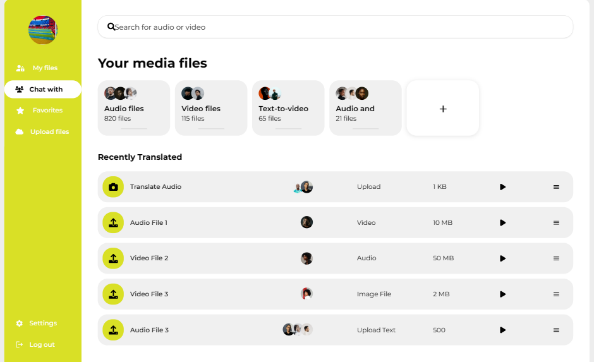 Search for audio or video
Your media files
My files
Chat with
Favorites
Upload files
Audio files
820 files
Video files
115 files
Text-to-video
65 files
Audio and
21 files
+
Recently Translated
Translate Audio Upload 1 KB
Audio File 1 Video 10 MB
Video File 2 Audio 50 MB
Video File 3 Image File 2 MB
Audio File 3 Upload Text 500
Settings
Log out